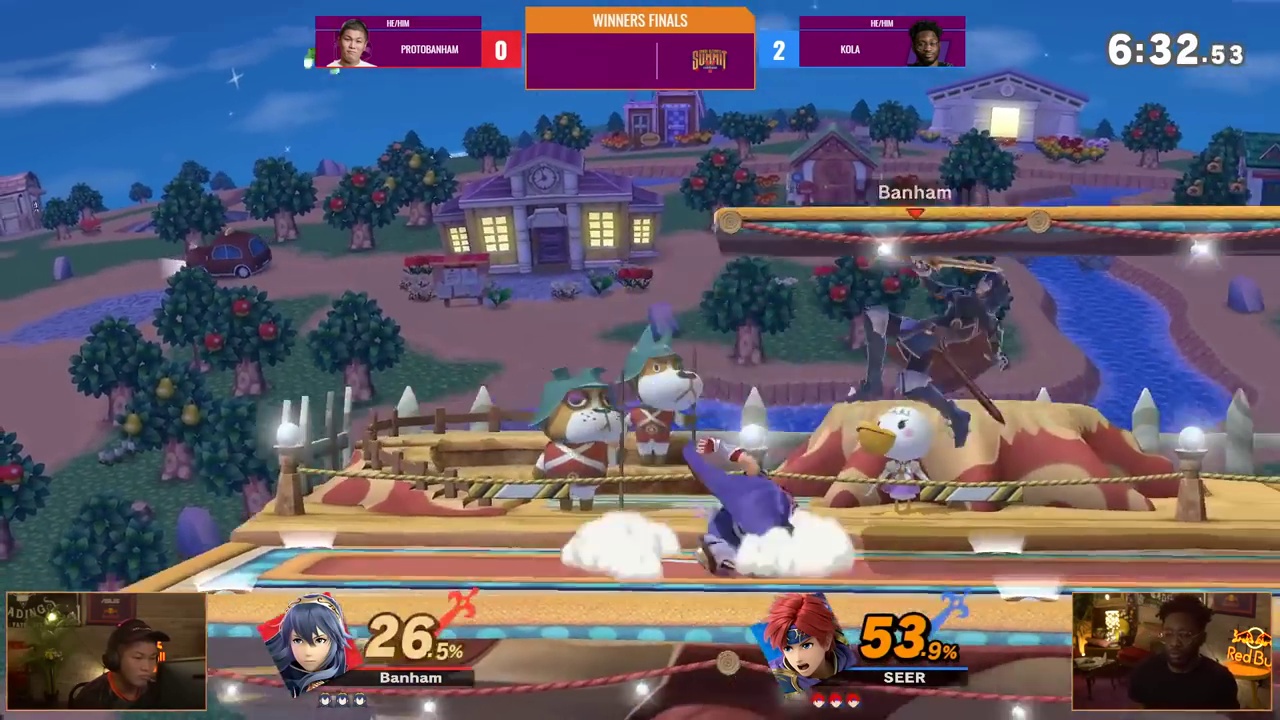 HE/HIM
PROTOBANHAM
0
WINNERS FINALS
SUMMIT
2
HE/HIM
KOLA
6:32.53
Banham
26.5%
Banham
53.9%
SEER
Red Bu